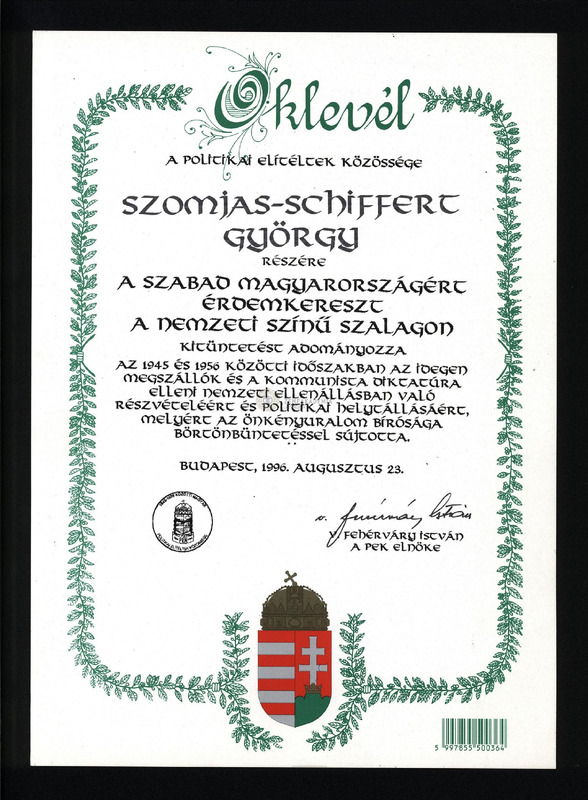 Oklevél
A POLITIKAI ELÍTÉLTEK KÖZÖSSÉGE
SZOMJAS-SCHIFFERT
GYÖRGY
RÉSZÉRE
A SZABAD MAGYARORSZÁGÉRT
ÉRDEMKERESZT
A NEMZETI SZÍNŰ SZALAGON
KITÜNTETÉST ADOMÁNYOZZA
AZ 1945 ÉS 1956 KÖZÖTTI IDŐSZAKBAN AZ IDEGEN
MEGSZÁLLÓK ÉS A KOMMUNISTA DIKTATÚRA
ELLENI NEMZETI ELLENÁLLÁSBAN VALÓ
RÉSZVÉTELÉÉRT ÉS POLITIKAI HELYTÁLLÁSÁÉRT,
MELYÉRT AZ ÖNKÉNYURALOM BÍRÓSÁGA
BÖRTÖNBÜNTETÉSSEL SÚJTOTTA.
BUDAPEST, 1996. AUGUSZTUS 23.
V. FEHÉRVÁRY ISTVÁN
A PEK ELNÖKE
5 997855 500364